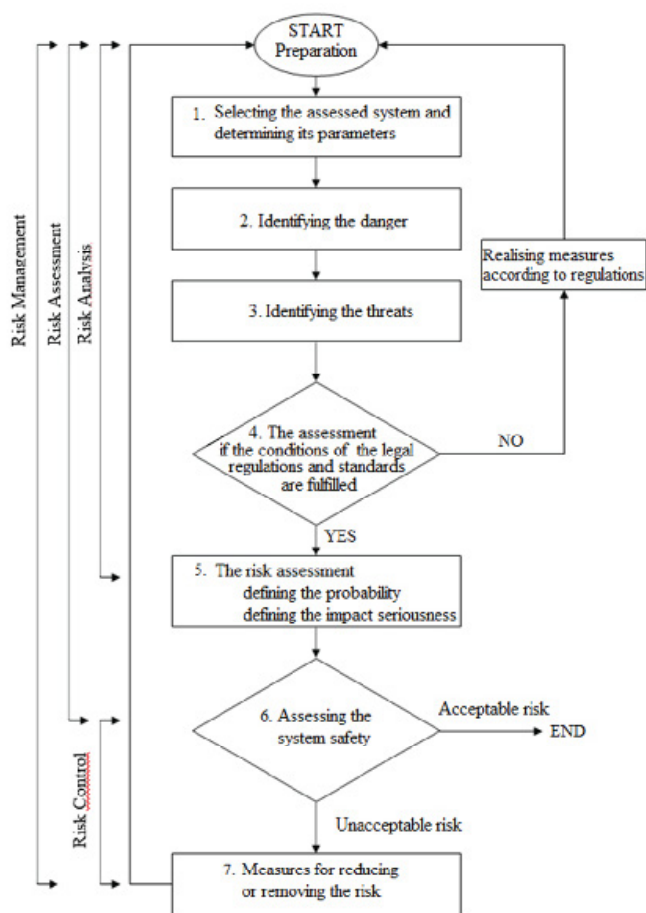 START
Preparation
1. Selecting the assessed system and
determining its parameters
2. Identifying the danger
3. Identifying the threats
Realising measures
according to regulations
4. The assessment
if the conditions of the legal
regulations and standards
are fulfilled
NO
YES
5. The risk assessment
defining the probability
defining the impact seriousness
6. Assessing the
system safety
Acceptable risk
END
Unacceptable risk
7. Measures for reducing
or removing the risk
Risk Management
Risk Assessment
Risk Analysis
Risk Control